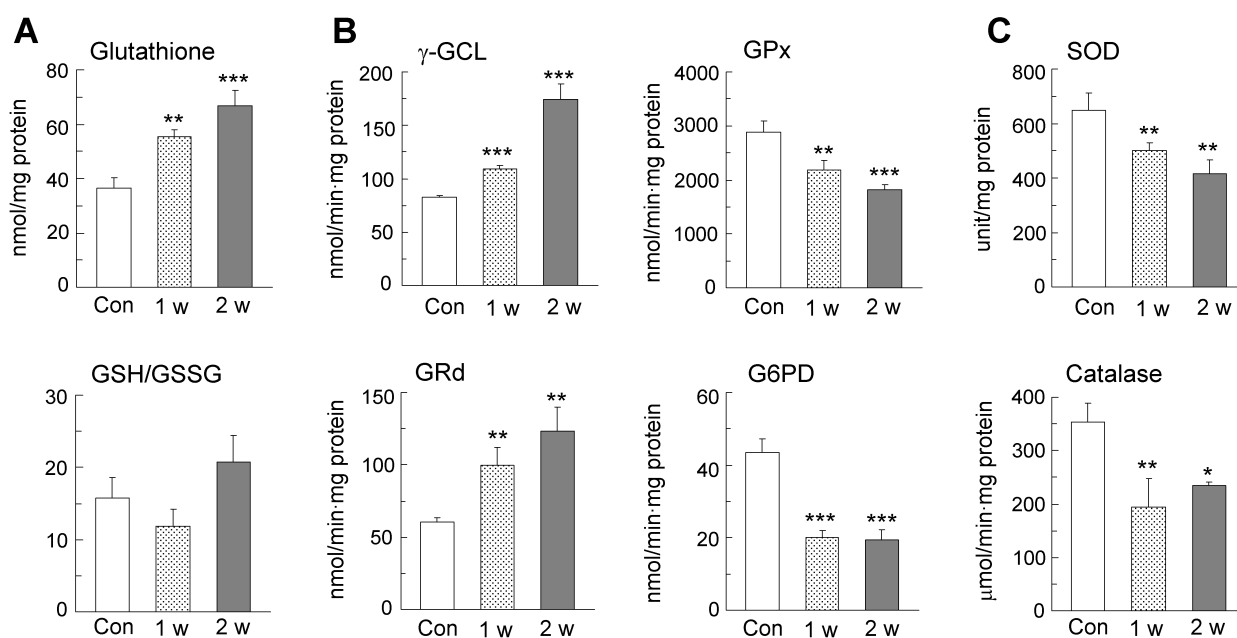 A
Glutathione
nmol/mg protein
80
60
40
20
0
**
***
Con 1 w 2 w
GSH/GSSG
30
20
10
0
Con 1 w 2 w
B
γ-GCL
nmol/min·mg protein
200
150
100
50
0
***
***
Con 1 w 2 w
GPx
nmol/min·mg protein
4000
3000
2000
1000
0
**
***
Con 1 w 2 w
GRd
nmol/min·mg protein
150
100
50
0
**
**
Con 1 w 2 w
G6PD
nmol/min·mg protein
60
40
20
0
***
***
Con 1 w 2 w
C
SOD
unit/mg protein
800
600
400
200
0
**
**
Con 1 w 2 w
Catalase
μmol/min·mg protein
400
300
200
100
0
**
*
Con 1 w 2 w